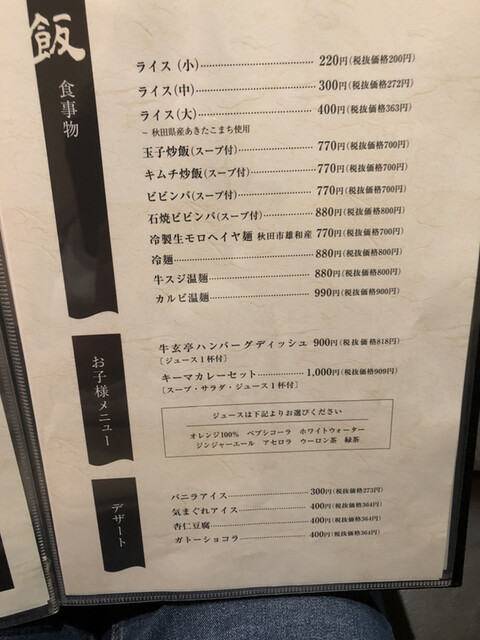 飯
食事物
ライス (小) 220円(税抜価格200円)
ライス(中) 300円(税抜価格272円)
ライス(大) 400円(税抜価格363円)
~ 秋田県産あきたこまち使用
玉子炒飯(スープ付) 770円(税抜価格700円)
キムチ炒飯(スープ付) 770円(税抜価格700円)
ビビンバ(スープ付) 770円(税抜価格700円)
石焼ビビンバ(スープ付) 880円(税抜価格800円)
冷製生モロヘイヤ麺 秋田市雄和産 770円(税抜価格700円)
冷麺 880円(税抜価格800円)
牛スジ温麺 880円(税抜価格800円)
カルビ温麺 990円(税抜価格900円)
お子様メニュー
牛玄亭ハンバーグディッシュ 900円(税抜価格818円)
〔ジュース1杯付〕
キーマカレーセット 1,000円(税抜価格909円)
〔スープ・サラダ・ジュース1杯付〕
ジュースは下記よりお選びください
オレンジ100% ペプシコーラ ホワイトウォーター
ジンジャーエール アセロラ ウーロン茶 緑茶
デザート
バニラアイス 300円(税抜価格273円)
気まぐれアイス 400円(税抜価格364円)
杏仁豆腐 400円(税抜価格364円)
ガトーショコラ 400円(税抜価格364円)